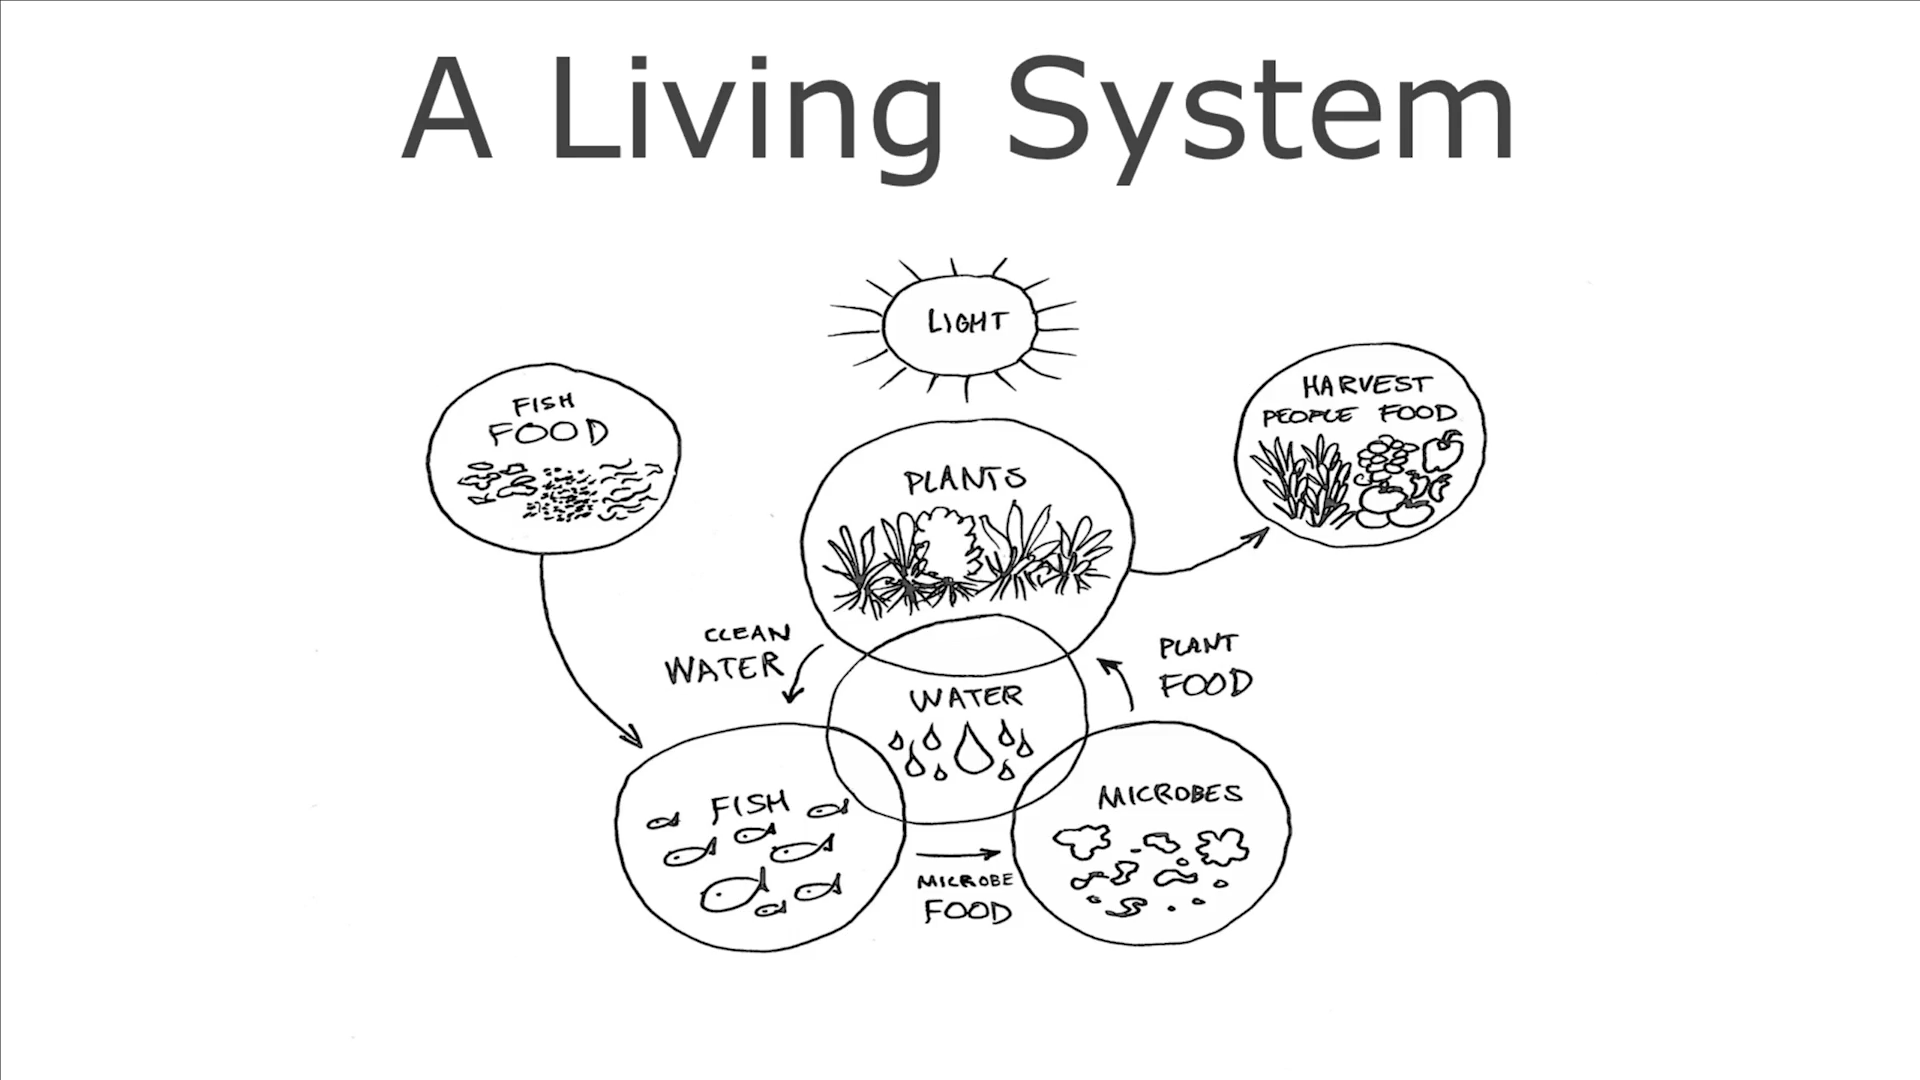 A Living System
LIGHT
FISH
FOOD
HARVEST
PEOPLE FOOD
PLANTS
CLEAN
WATER
PLANT
FOOD
WATER
FISH
MICROBES
MICROBE
FOOD